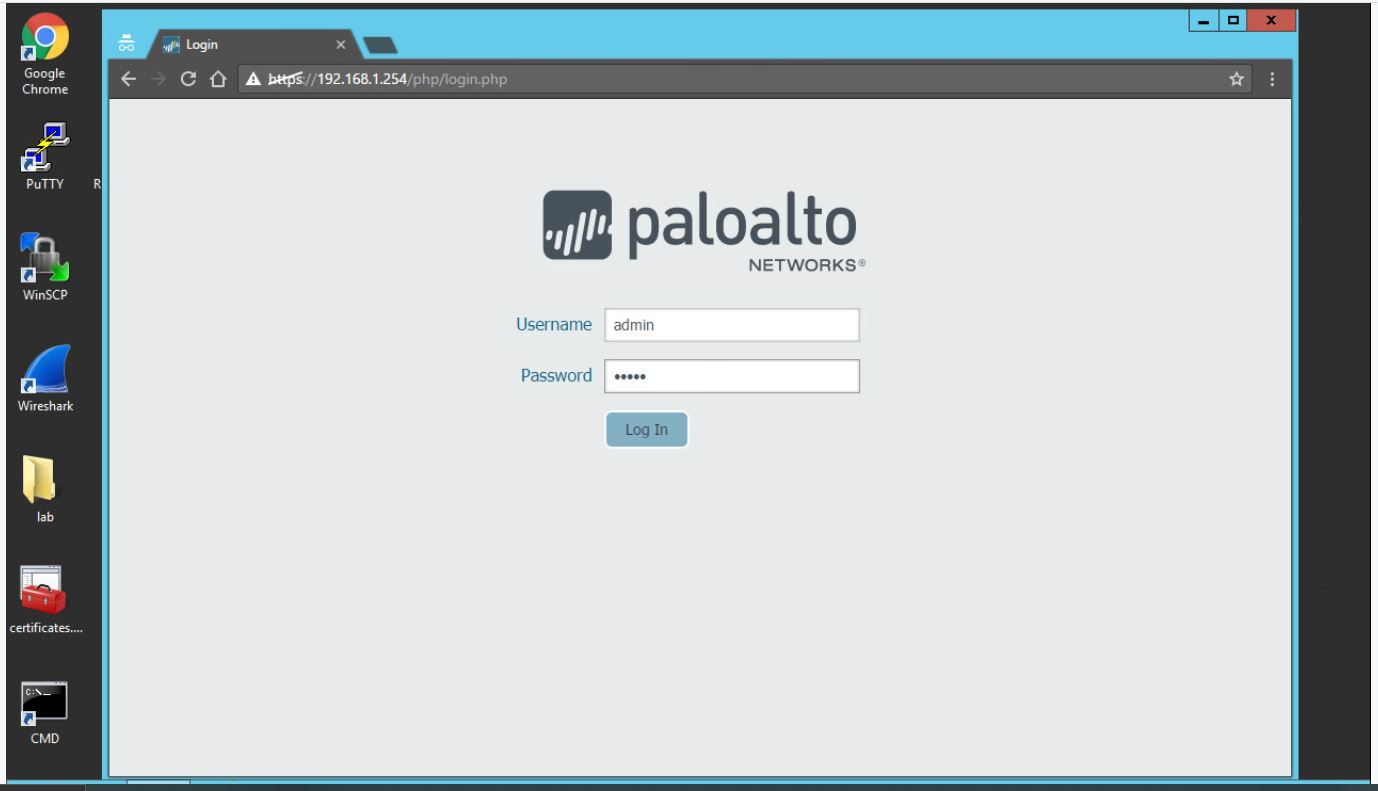 Google
Chrome
PuTTY
R
WinSCP
Wireshark
lab
certificates....
C:\_
CMD
Login
https://192.168.1.254/php/login.php
paloalto
NETWORKS®
Username admin
Password •••••
Log In